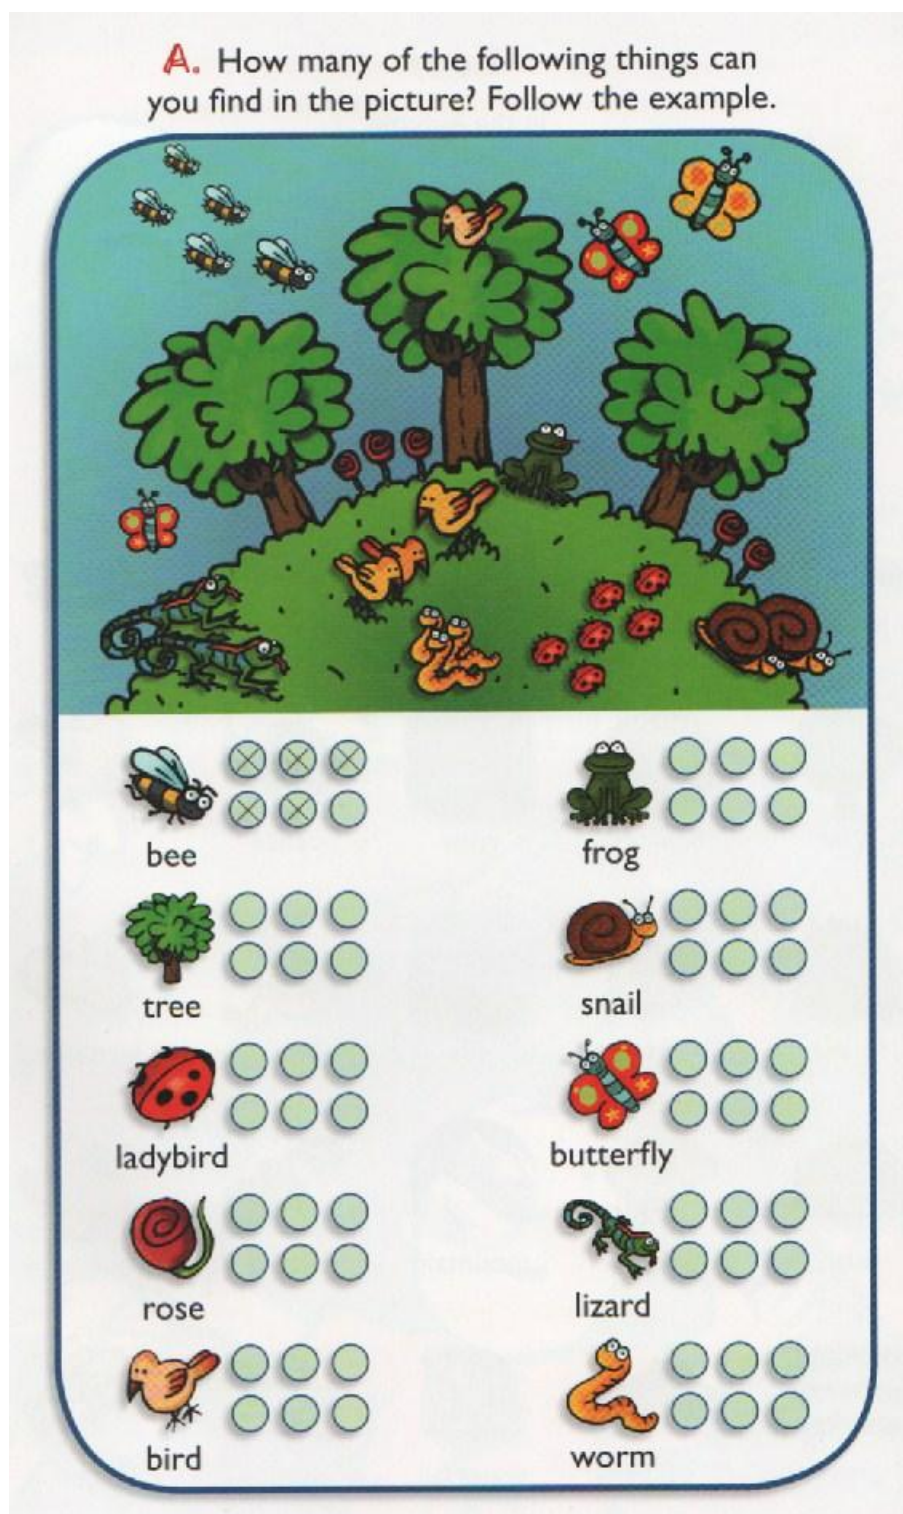 A. How many of the following things can
you find in the picture? Follow the example.
bee
frog
tree
snail
ladybird
butterfly
rose
lizard
bird
worm